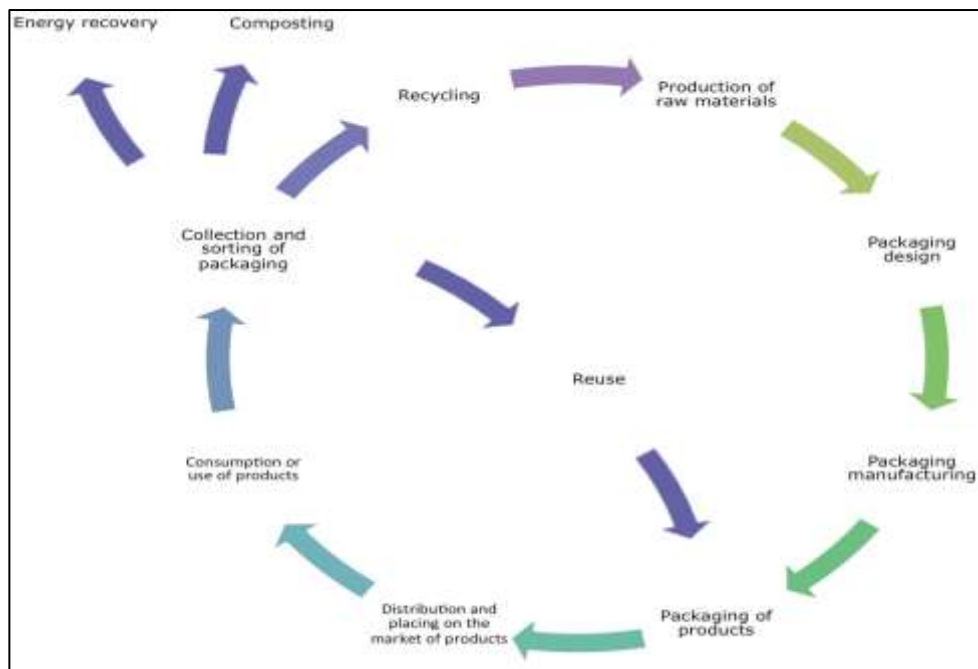 Energy recovery
Composting
Recycling
Production of
raw materials
Packaging
design
Packaging
manufacturing
Packaging of
products
Distribution and
placing on the
market of products
Consumption or
use of products
Collection and
sorting of
packaging
Reuse